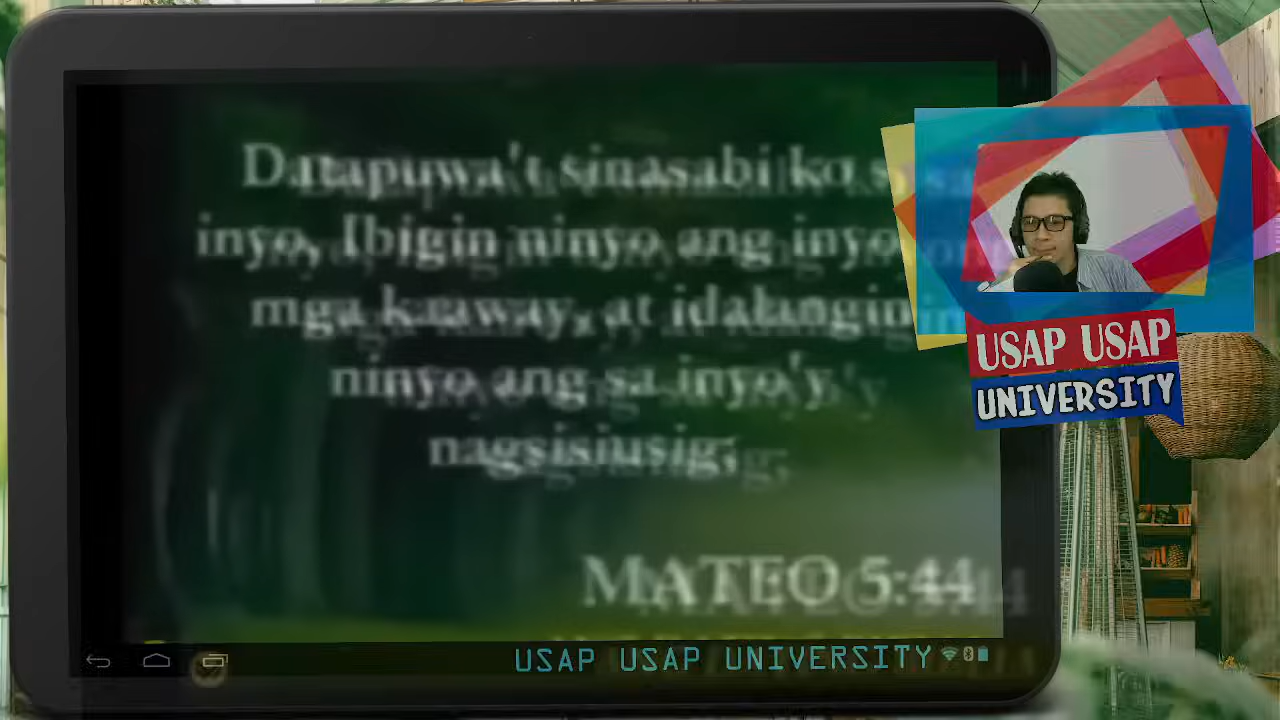 Datapuwa't sinasabi ko sa
inyo, Ibigin ninyo ang inyong
mga kaaway, at idalangin
ninyo ang sa inyo'y
nagsisiusig;
MATEO 5:44
USAP USAP
UNIVERSITY
USAP USAP UNIVERSITY